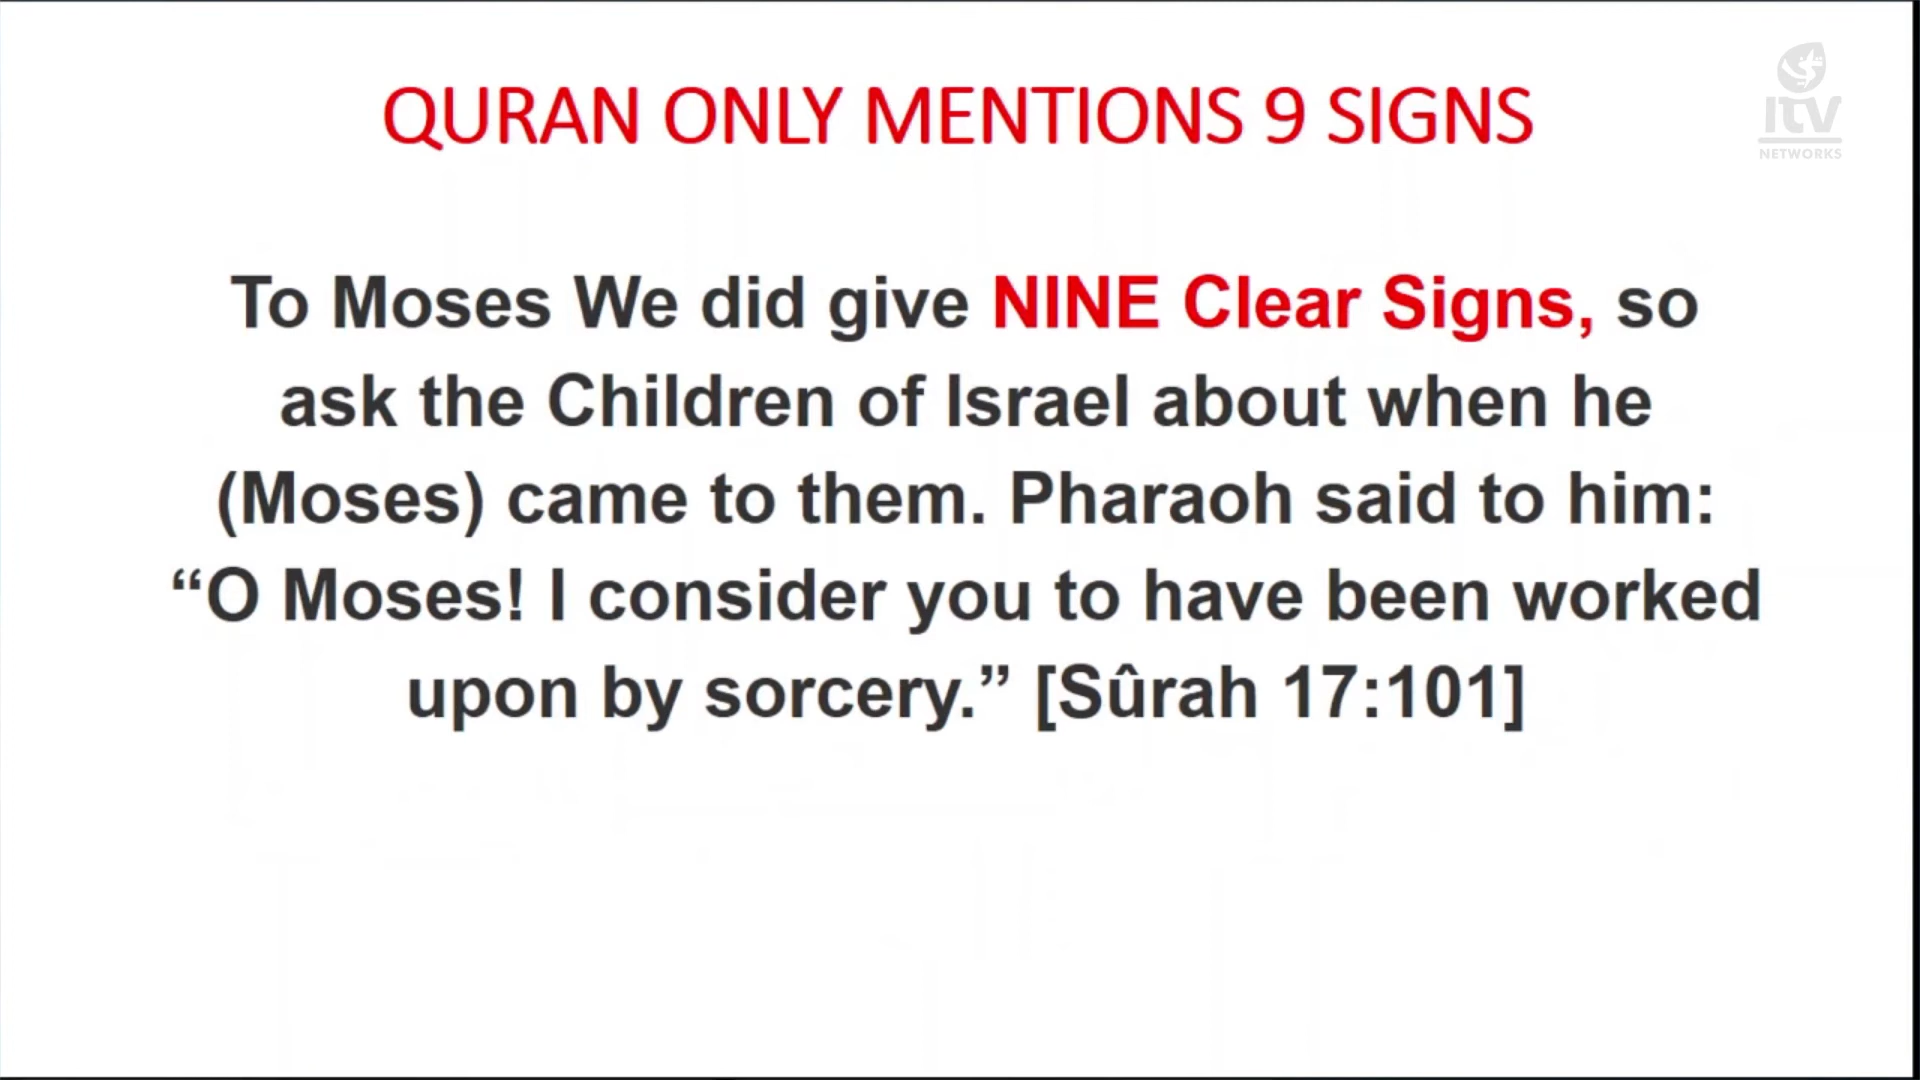 QURAN ONLY MENTIONS 9 SIGNS
ITV
NETWORKS
To Moses We did give NINE Clear Signs, so
ask the Children of Israel about when he
(Moses) came to them. Pharaoh said to him:
“O Moses! I consider you to have been worked
upon by sorcery.” [Sûrah 17:101]